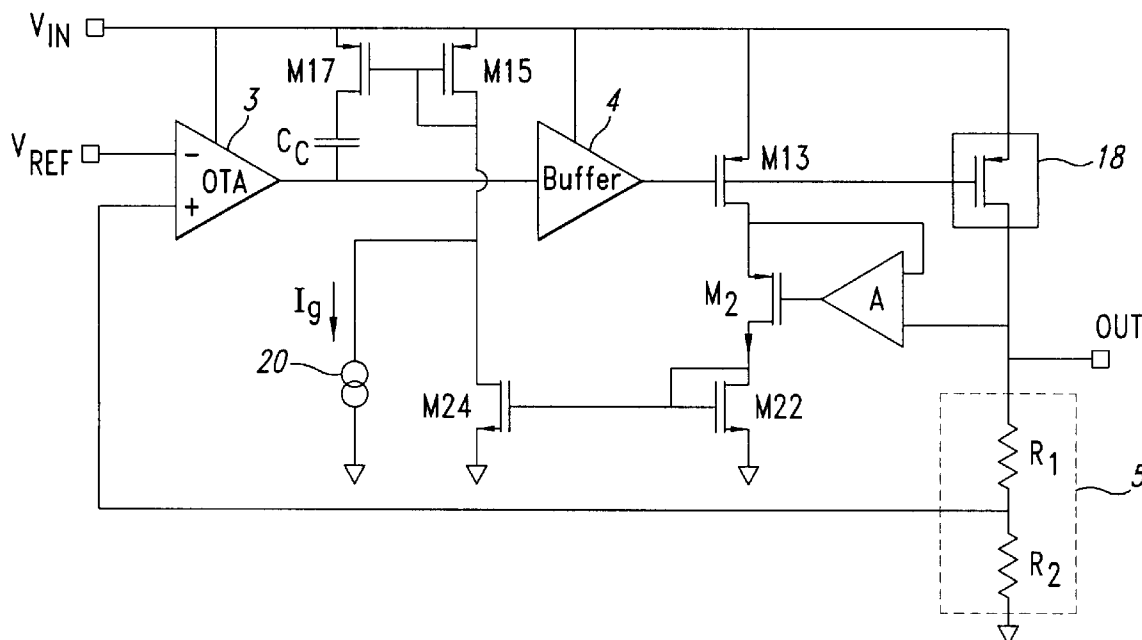 V_IN
M17
M15
3
4
V_REF
C_C
-
OTA
+
Buffer
M13
18
M_2
A
I_g
OUT
20
M24
M22
R_1
5
R_2